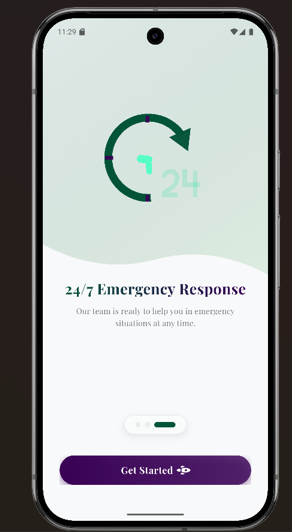 11:29
24
24/7 Emergency Response
Our team is ready to help you in emergency
situations at any time.
Get Started